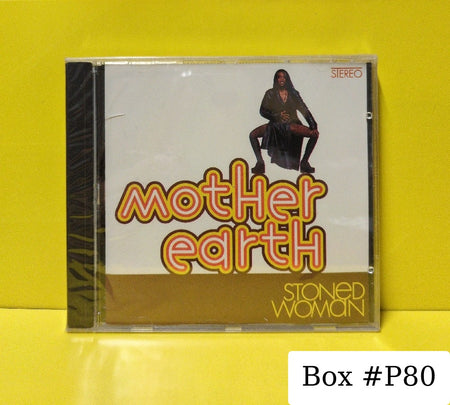 STEREO
motHer
eartH
STONeD
WOMaN
Box #P80